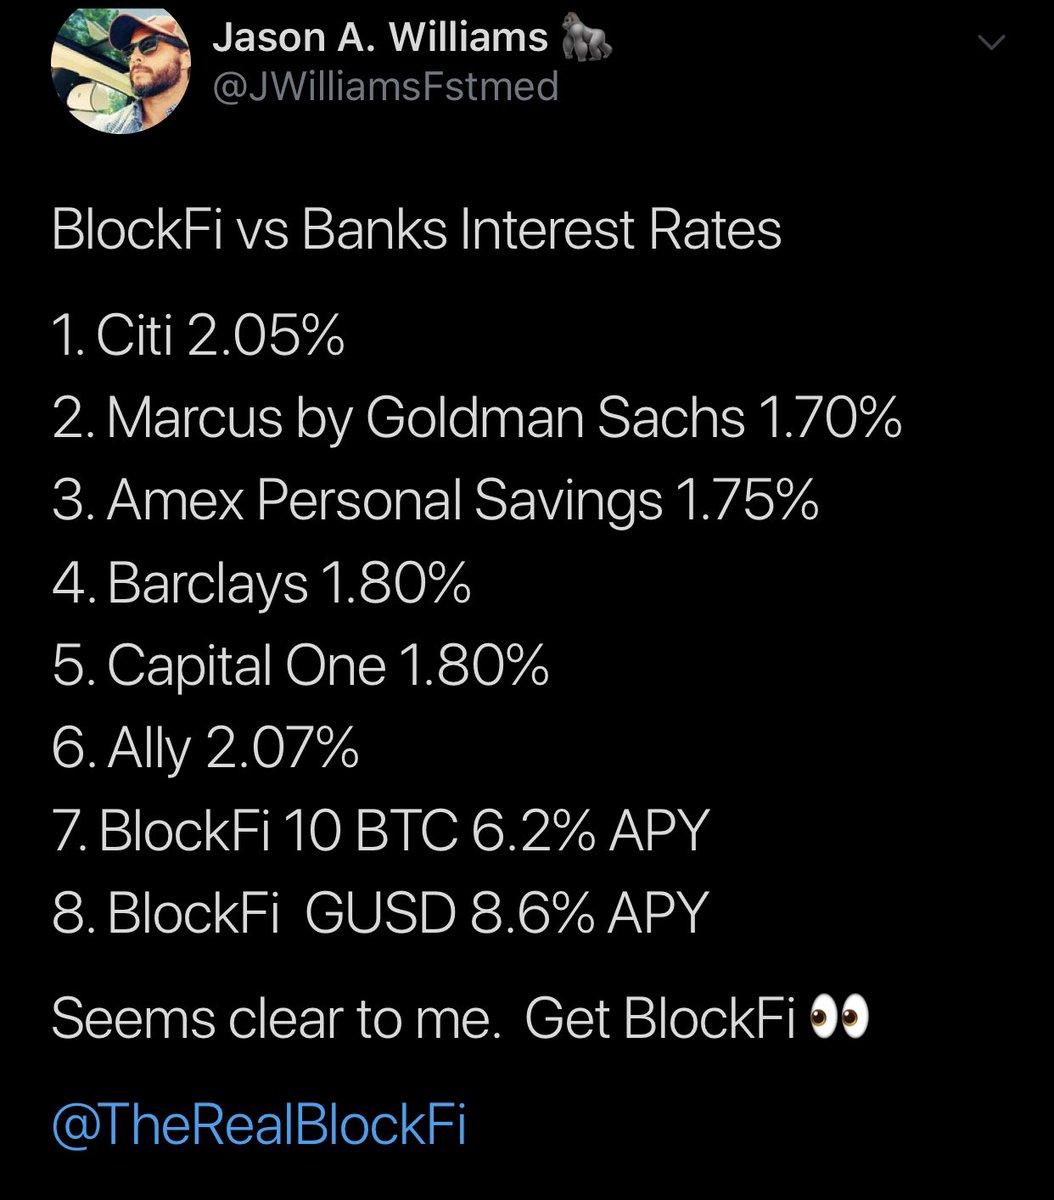 Jason A. Williams 🦍
@JWilliamsFstmed
BlockFi vs Banks Interest Rates
1. Citi 2.05%
2. Marcus by Goldman Sachs 1.70%
3. Amex Personal Savings 1.75%
4. Barclays 1.80%
5. Capital One 1.80%
6. Ally 2.07%
7. BlockFi 10 BTC 6.2% APY
8. BlockFi  GUSD 8.6% APY
Seems clear to me.  Get BlockFi 👀
@TheRealBlockFi